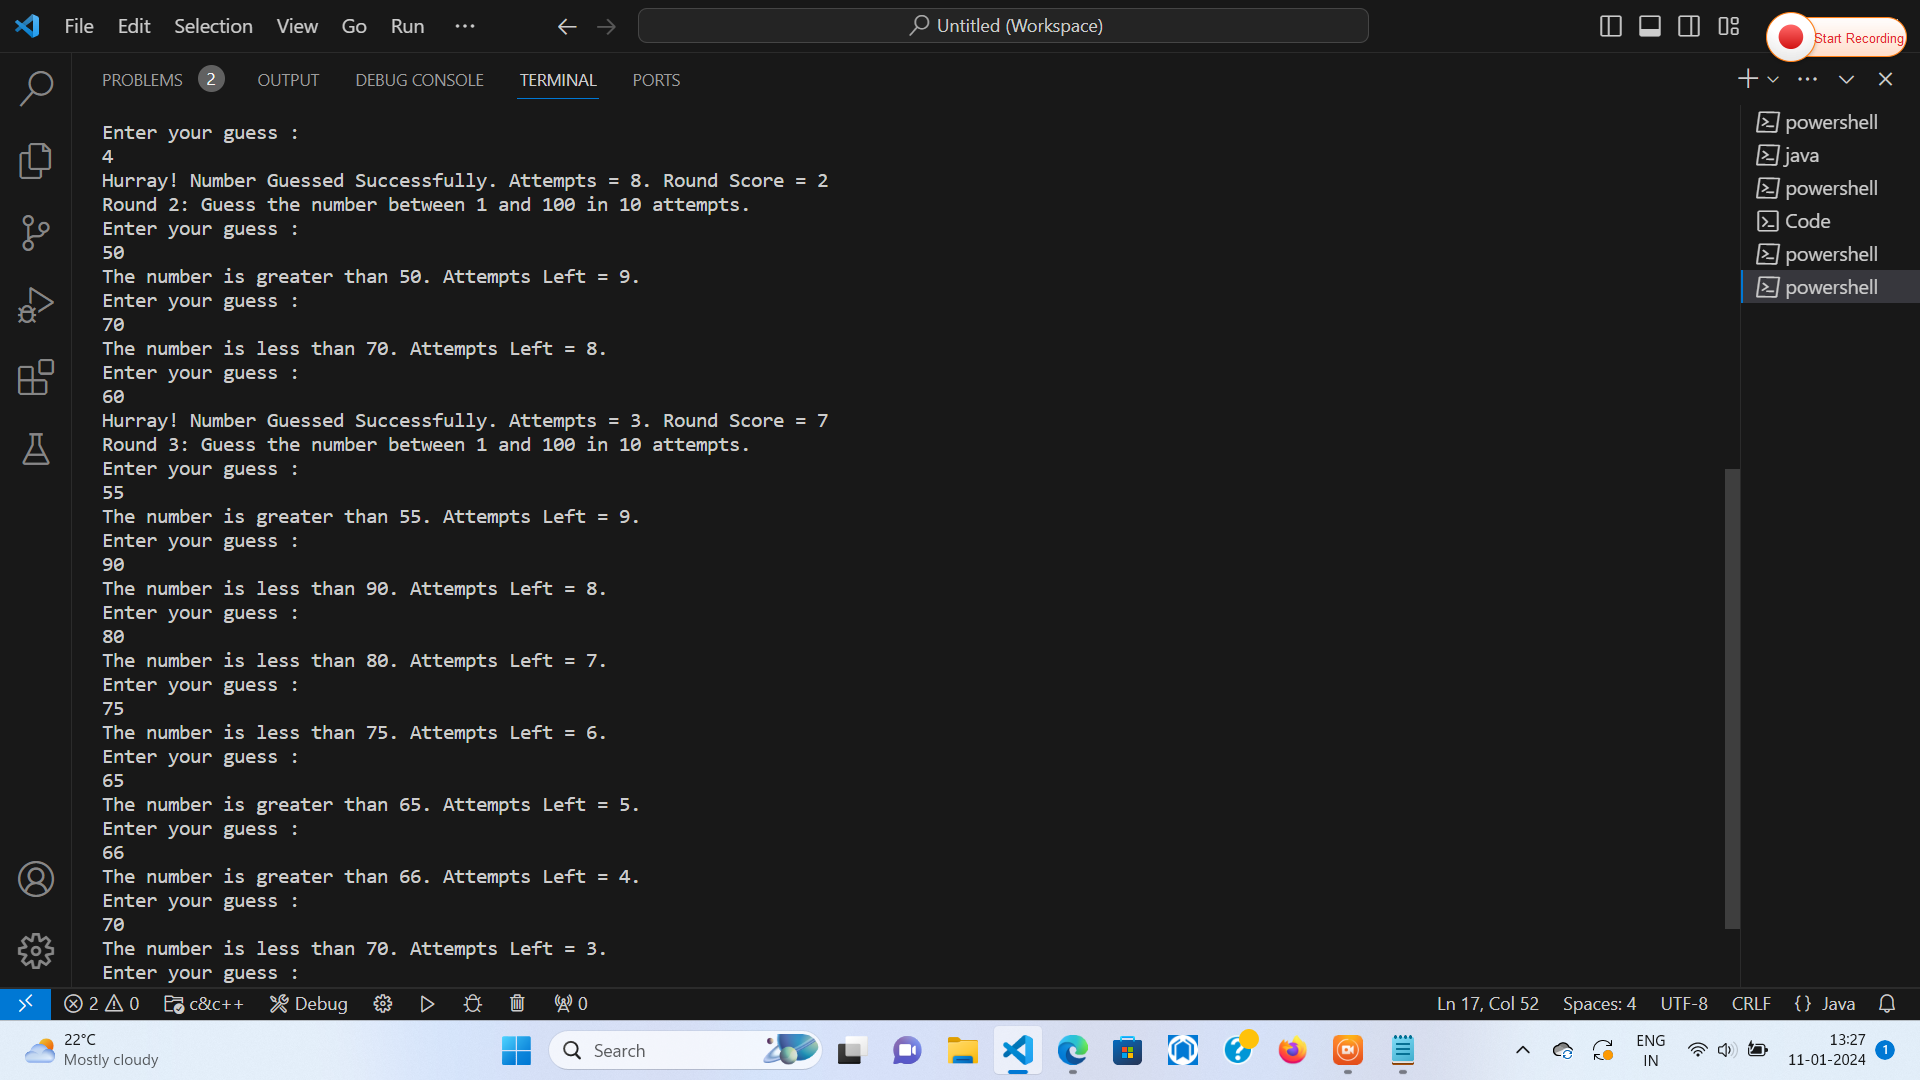 File Edit Selection View Go Run ··· Untitled (Workspace) Start Recording
PROBLEMS 2 OUTPUT DEBUG CONSOLE TERMINAL PORTS
Enter your guess :
4
Hurray! Number Guessed Successfully. Attempts = 8. Round Score = 2
Round 2: Guess the number between 1 and 100 in 10 attempts.
Enter your guess :
50
The number is greater than 50. Attempts Left = 9.
Enter your guess :
70
The number is less than 70. Attempts Left = 8.
Enter your guess :
60
Hurray! Number Guessed Successfully. Attempts = 3. Round Score = 7
Round 3: Guess the number between 1 and 100 in 10 attempts.
Enter your guess :
55
The number is greater than 55. Attempts Left = 9.
Enter your guess :
90
The number is less than 90. Attempts Left = 8.
Enter your guess :
80
The number is less than 80. Attempts Left = 7.
Enter your guess :
75
The number is less than 75. Attempts Left = 6.
Enter your guess :
65
The number is greater than 65. Attempts Left = 5.
Enter your guess :
66
The number is greater than 66. Attempts Left = 4.
Enter your guess :
70
The number is less than 70. Attempts Left = 3.
Enter your guess :
powershell
java
powershell
Code
powershell
powershell
2 0 c&c++ Debug 0 Ln 17, Col 52 Spaces: 4 UTF-8 CRLF {} Java
22°C
Mostly cloudy
Search
ENG
IN
13:27
11-01-2024
1